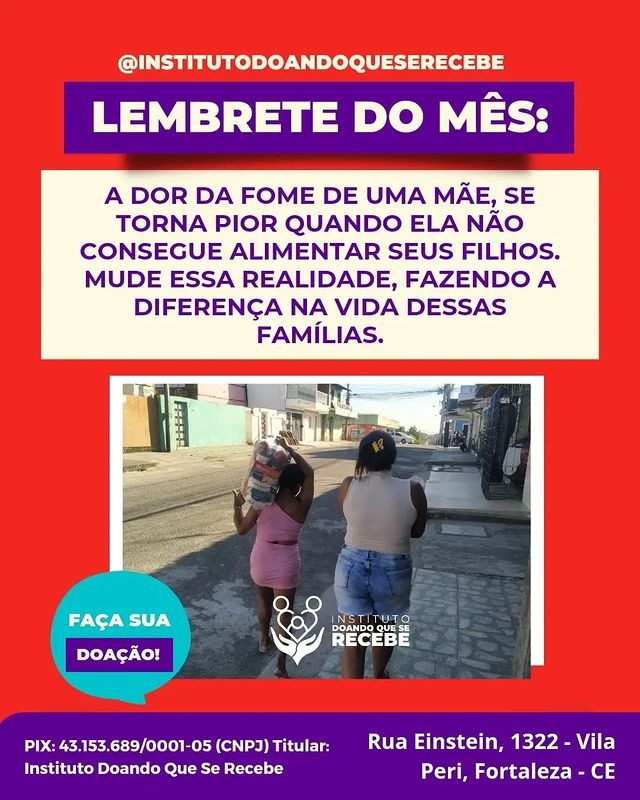 @INSTITUTODOANDOQUESERECEBE
LEMBRETE DO MÊS:
A DOR DA FOME DE UMA MÃE, SE
TORNA PIOR QUANDO ELA NÃO
CONSEGUE ALIMENTAR SEUS FILHOS.
MUDE ESSA REALIDADE, FAZENDO A
DIFERENÇA NA VIDA DESSAS
FAMÍLIAS.
INSTITUTO
DOANDO QUE SE
RECEBE
FAÇA SUA
DOAÇÃO!
PIX: 43.153.689/0001-05 (CNPJ) Titular:
Instituto Doando Que Se Recebe
Rua Einstein, 1322 - Vila
Peri, Fortaleza - CE